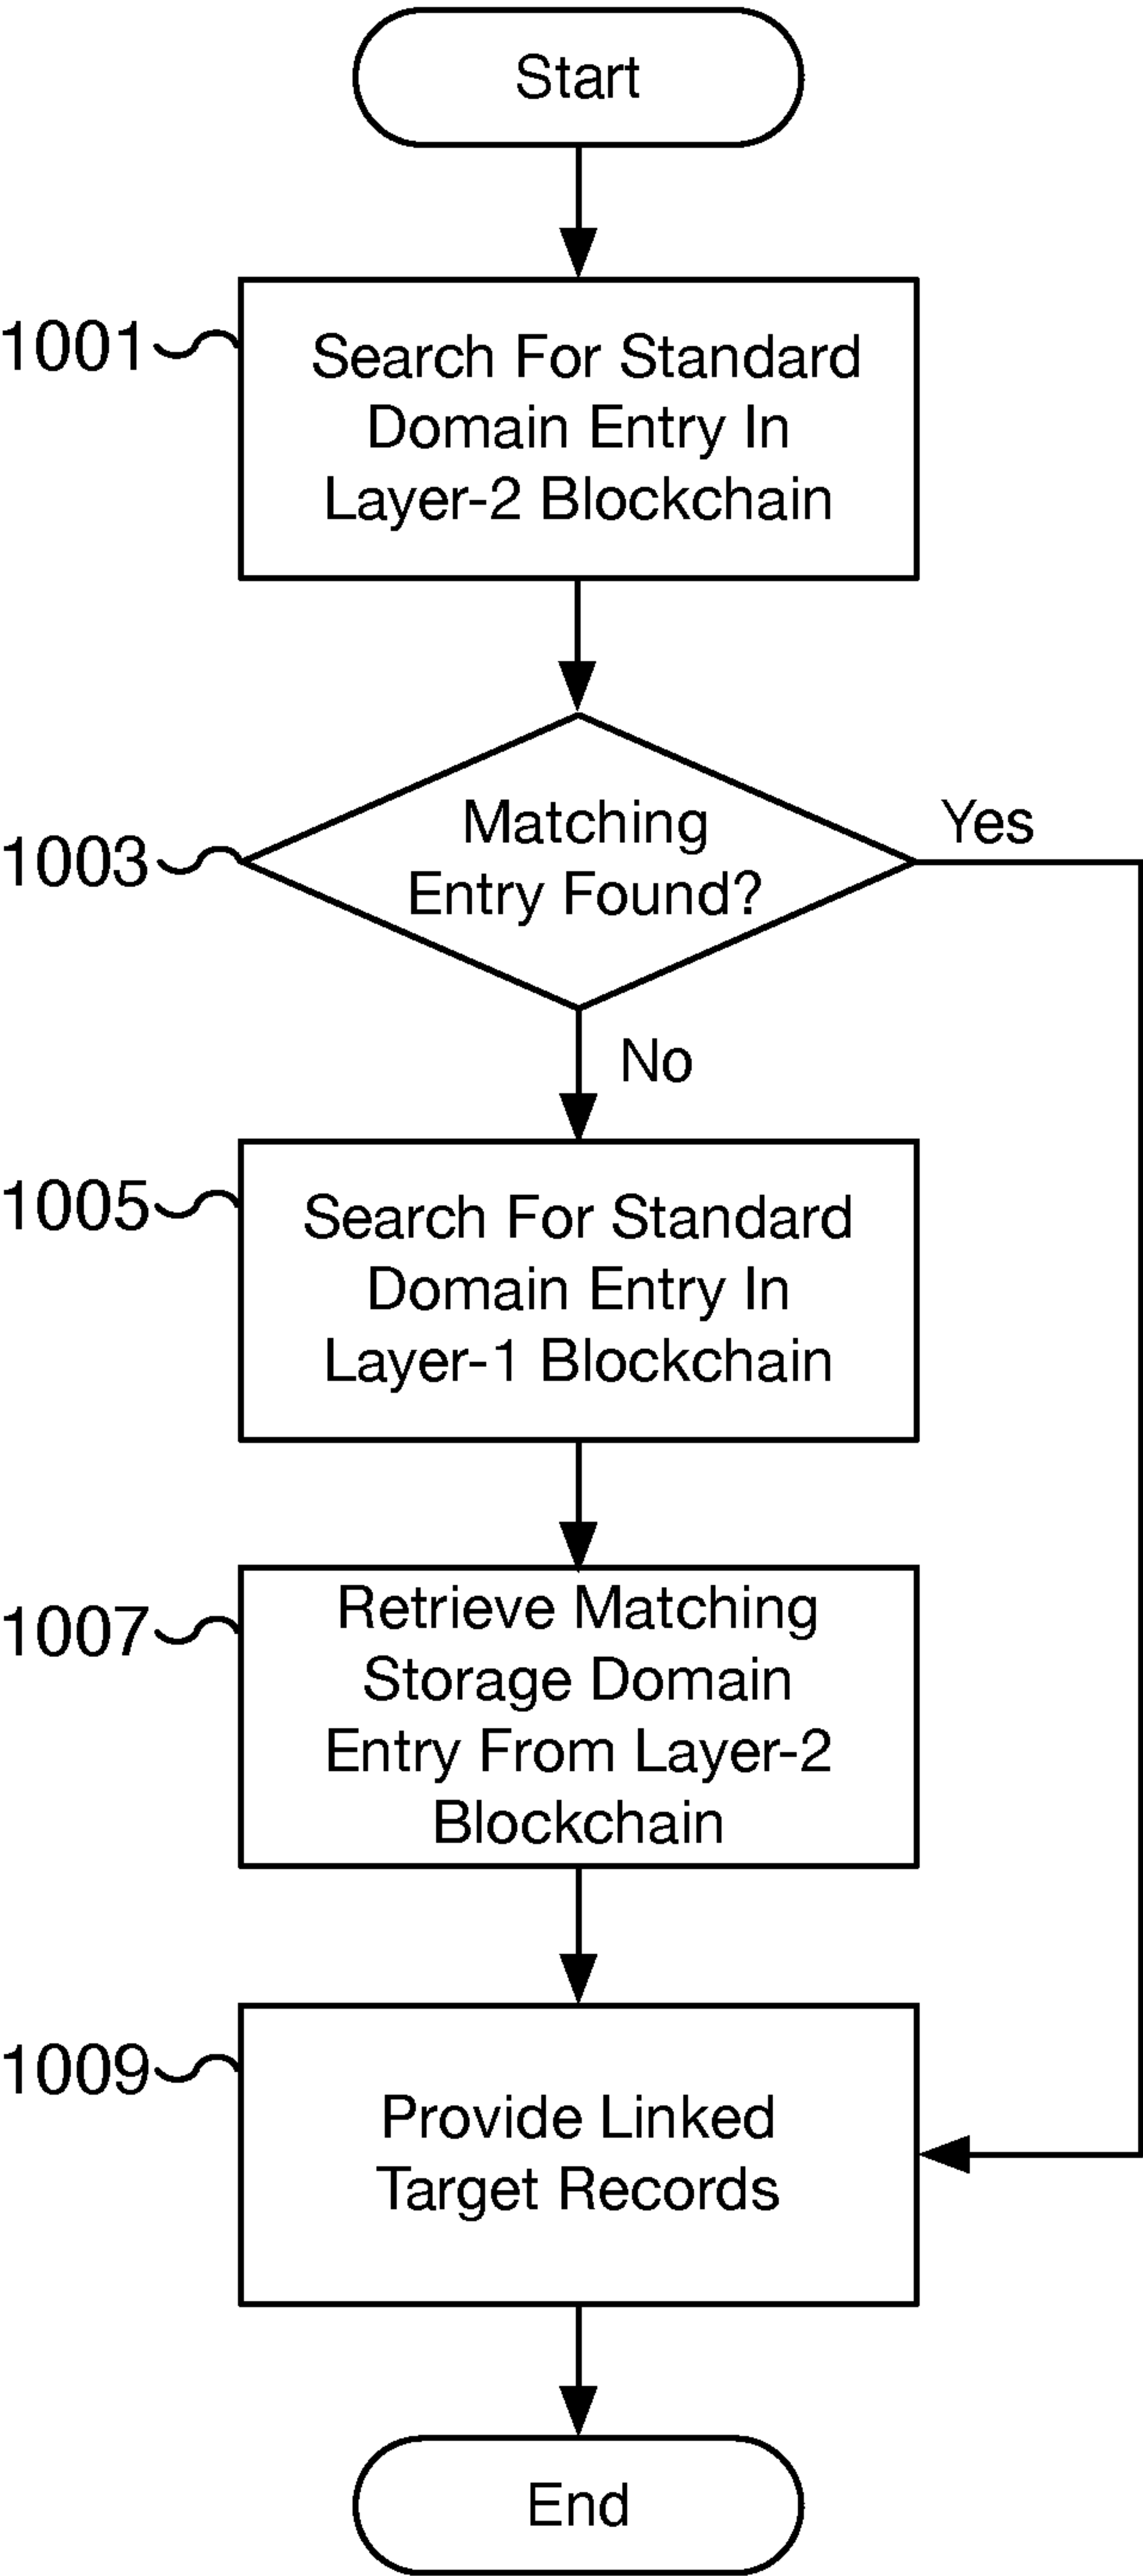 Start
1001
Search For Standard
Domain Entry In
Layer-2 Blockchain
1003
Matching
Entry Found?
Yes
No
1005
Search For Standard
Domain Entry In
Layer-1 Blockchain
1007
Retrieve Matching
Storage Domain
Entry From Layer-2
Blockchain
1009
Provide Linked
Target Records
End